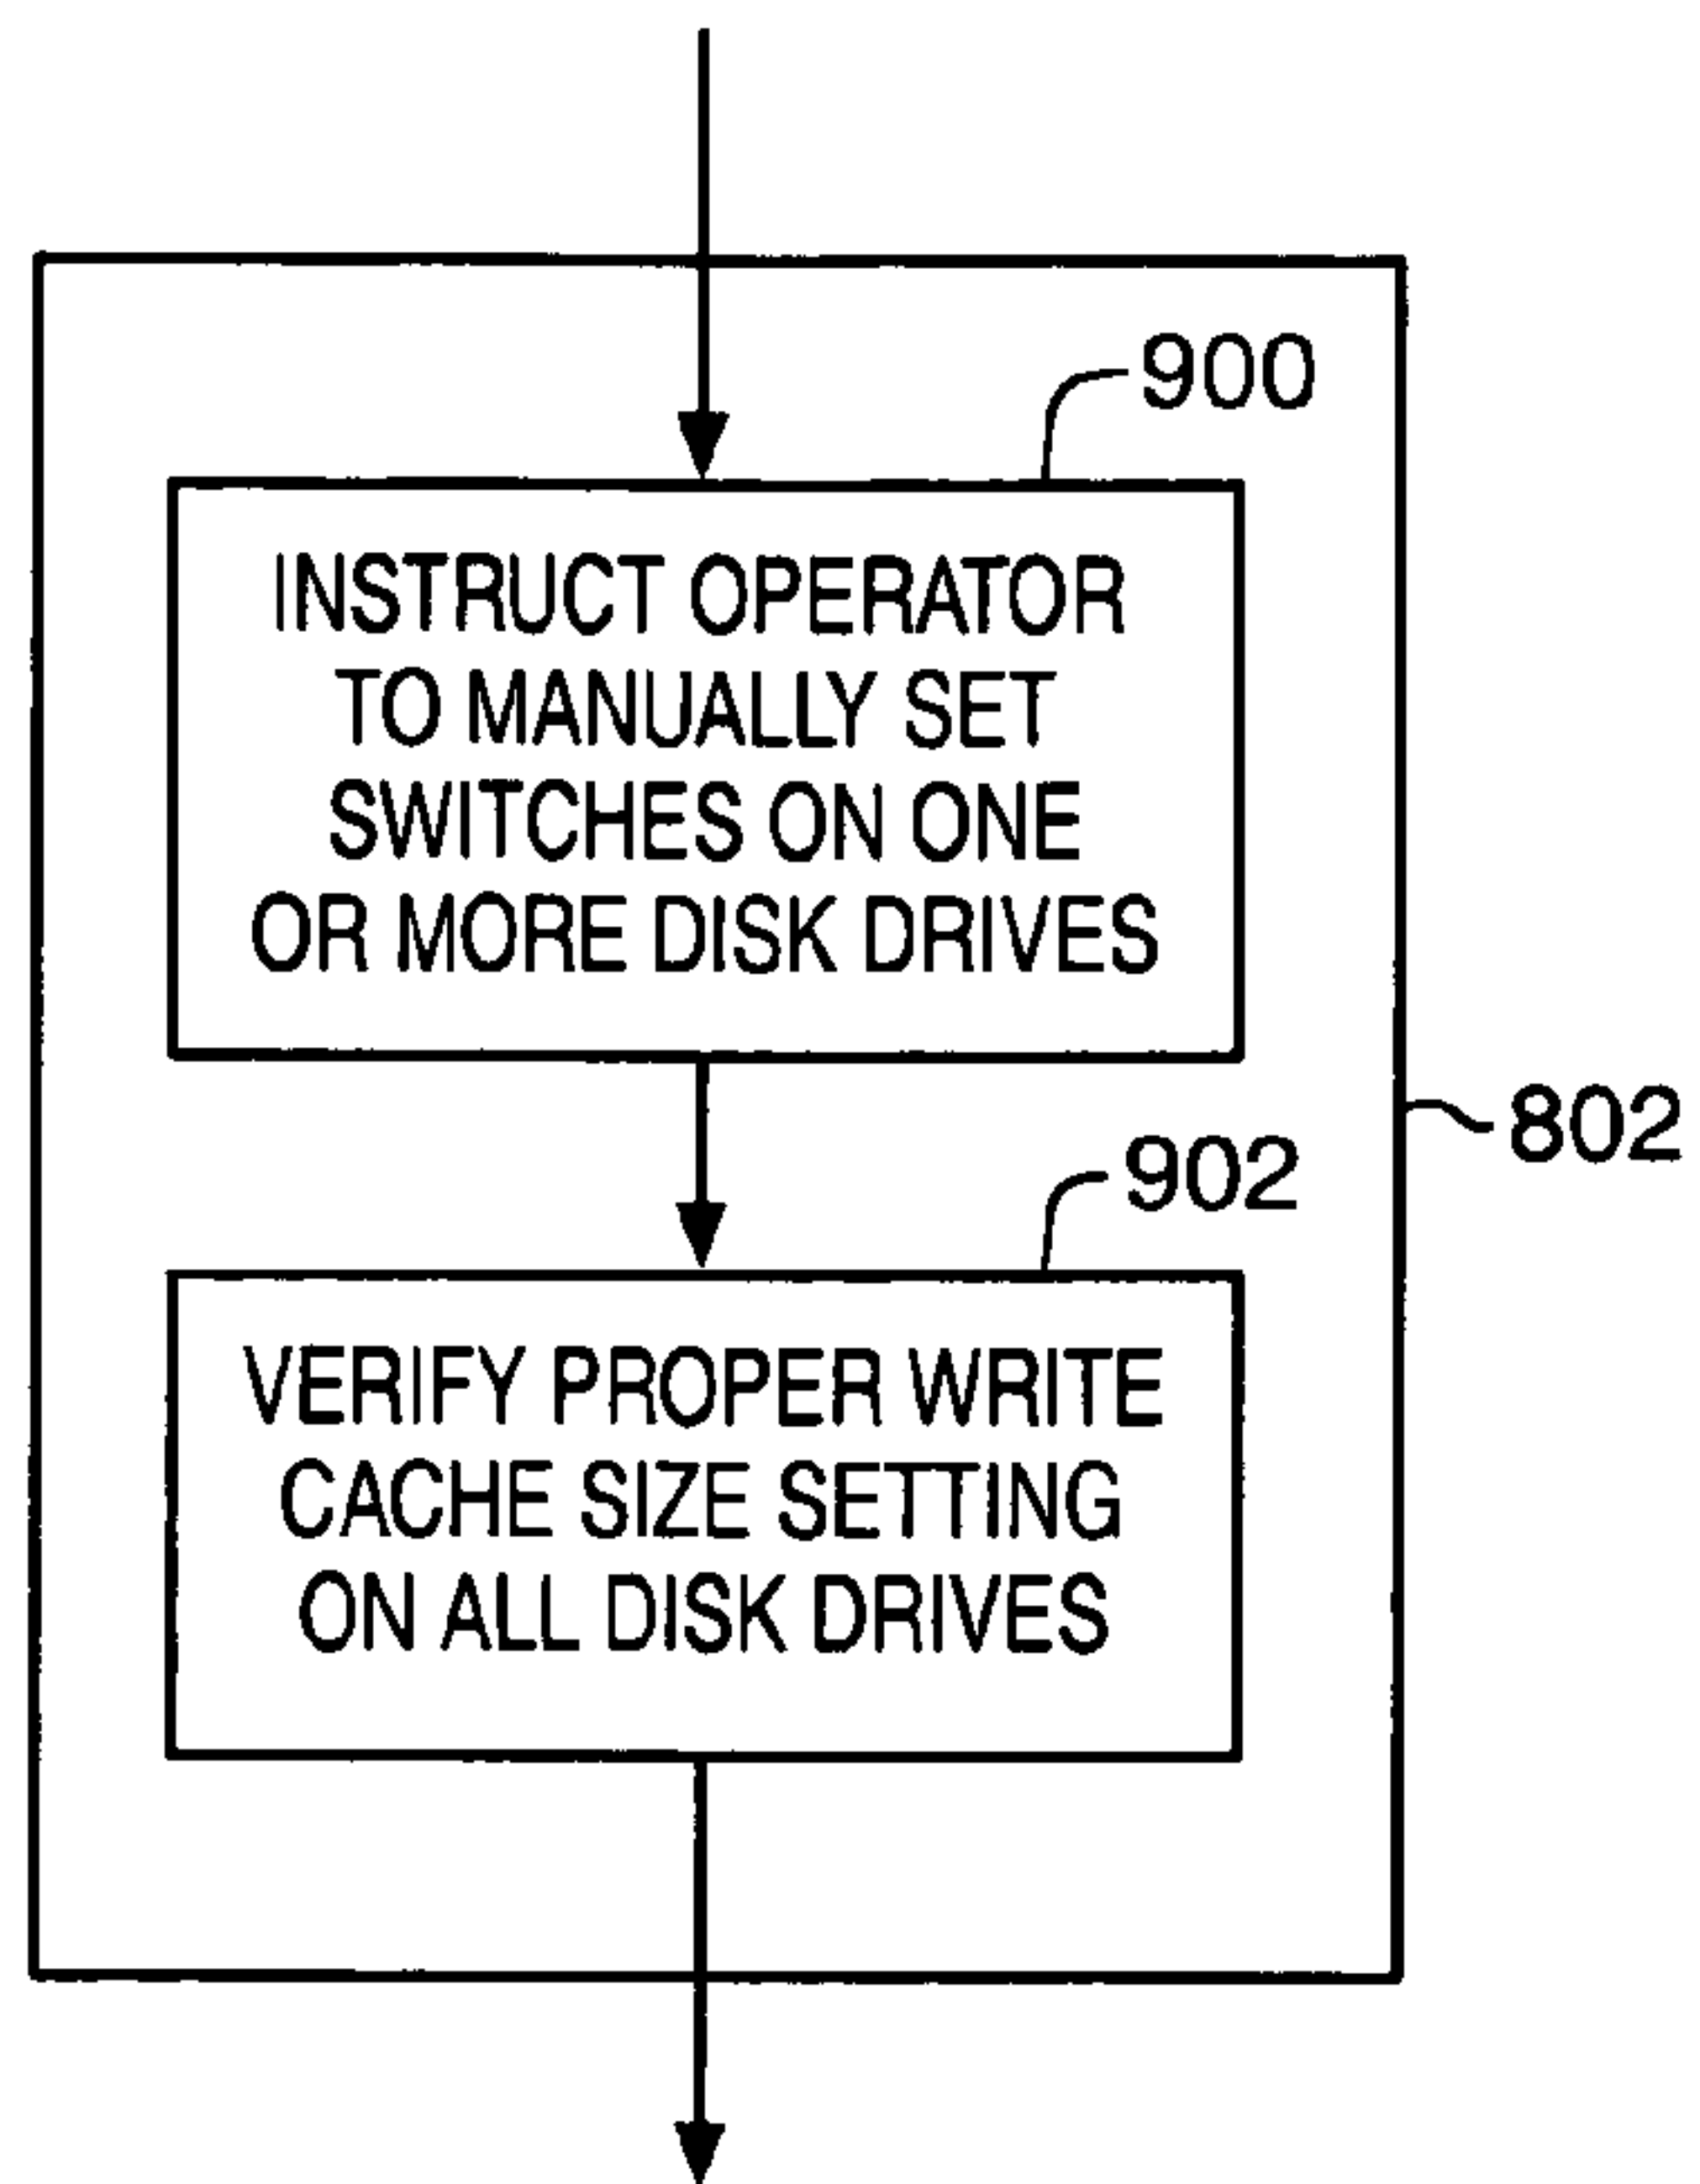 900
INSTRUCT OPERATOR
TO MANUALLY SET
SWITCHES ON ONE
OR MORE DISK DRIVES
802
902
VERIFY PROPER WRITE
CACHE SIZE SETTING
ON ALL DISK DRIVES